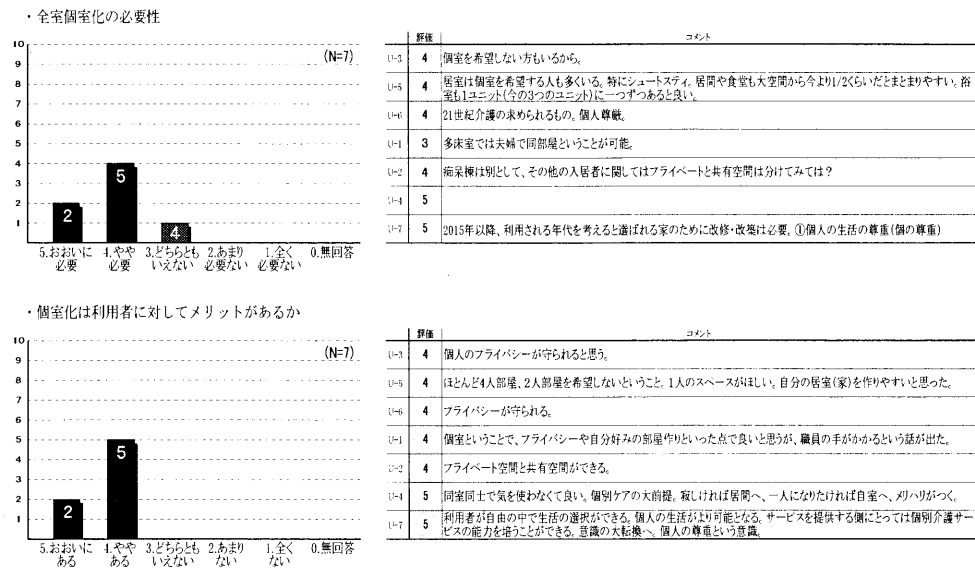 ・全室個室化の必要性
10
9
8
7
6
5
4
3
2
1
(N=7)
2
5
4
5.おおいに
必要
4.やや
必要
3.どちらとも
いえない
2.あまり
必要ない
1.全く
必要ない
0.無回答
評価 コメント
U-3 4 個室を希望しない方もいるから。
U-5 4 居室は個室を希望する人も多くいる。特にショートスティ。居間や食堂も大空間から今より1/2くらいだとまとまりやすい。浴
室も1ユニット(今の3つのユニット)に一つずつあると良い。
U-6 4 21世紀介護の求められるもの。個人尊厳。
U-1 3 多床室では夫婦で同部屋ということが可能。
U-2 4 痴呆棟は別として、その他の入居者に関してはプライベートと共有空間は分けてみては？
U-4 5
U-7 5 2015年以降、利用される年代を考えると選ばれる家のために改修・改築は必要。①個人の生活の尊重(個の尊重)
・個室化は利用者に対してメリットがあるか
10
9
8
7
6
5
4
3
2
1
(N=7)
2
5
5.おおいに
ある
4.やや
ある
3.どちらとも
いえない
2.あまり
ない
1.全く
ない
0.無回答
評価 コメント
U-3 4 個人のプライバシーが守られると思う。
U-5 4 ほとんど4人部屋、2人部屋を希望しないということ。1人のスペースがほしい。自分の居室(家)を作りやすいと思った。
U-6 4 プライバシーが守られる。
U-1 4 個室ということで、プライバシーや自分好みの部屋作りといった点で良いと思うが、職員の手がかかるという話が出た。
U-2 4 プライベート空間と共有空間ができる。
U-4 5 同室同士で気を使わなくて良い。個別ケアの大前提。寂しければ居間へ、一人になりたければ自室へ、メリハリがつく。
U-7 5 利用者が自由の中で生活の選択ができる。個人の生活がより可能となる。サービスを提供する側にとっては個別介護サー
ビスの能力を培うことができる。意識の大転換へ。個人の尊重という意識。